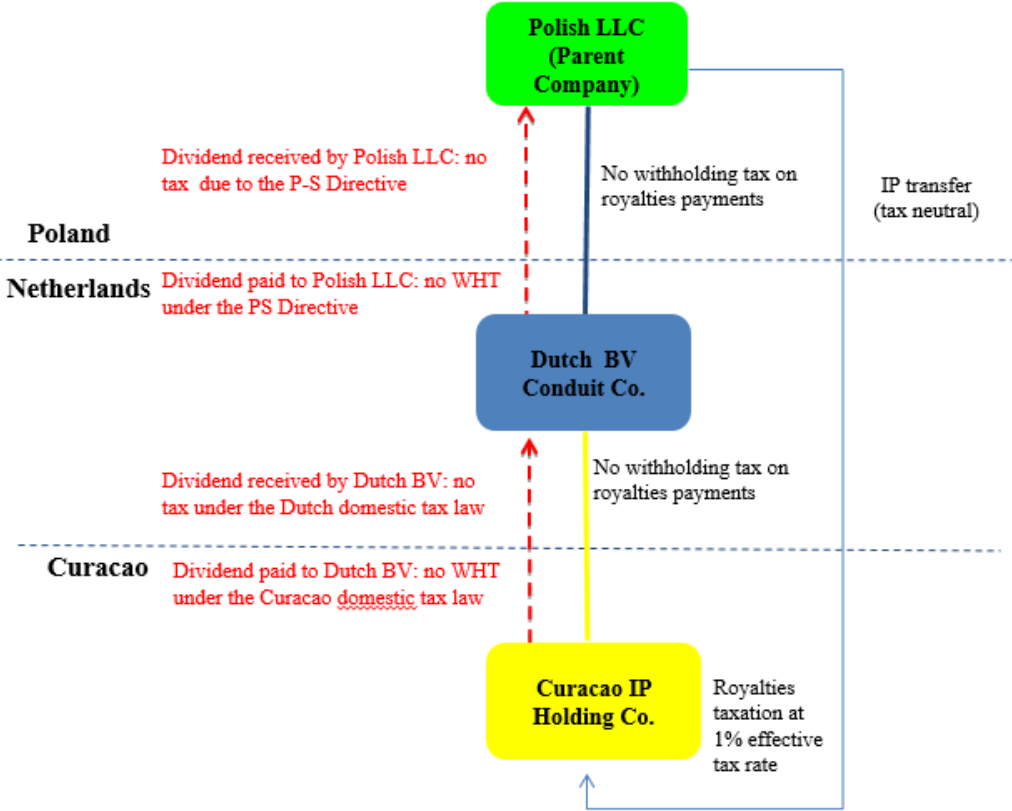 Polish LLC
(Parent
Company)
Dividend received by Polish LLC: no
tax due to the P-S Directive
No withholding tax on
royalties payments
IP transfer
(tax neutral)
Poland
Netherlands
Dividend paid to Polish LLC: no WHT
under the PS Directive
Dutch BV
Conduit Co.
Dividend received by Dutch BV: no
tax under the Dutch domestic tax law
No withholding tax on
royalties payments
Curacao
Dividend paid to Dutch BV: no WHT
under the Curacao domestic tax law
Curacao IP
Holding Co.
Royalties
taxation at
1% effective
tax rate